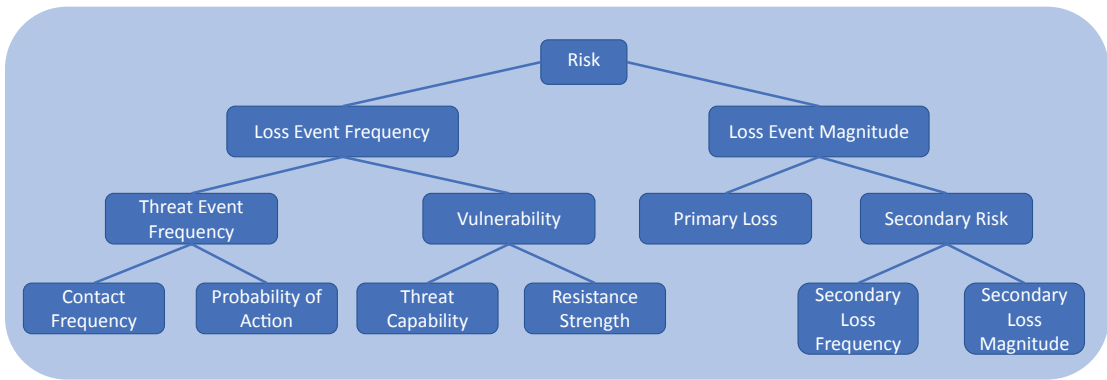 Risk
Loss Event Frequency
Loss Event Magnitude
Threat Event
Frequency
Vulnerability
Primary Loss
Secondary Risk
Contact
Frequency
Probability of
Action
Threat
Capability
Resistance
Strength
Secondary
Loss
Frequency
Secondary
Loss
Magnitude